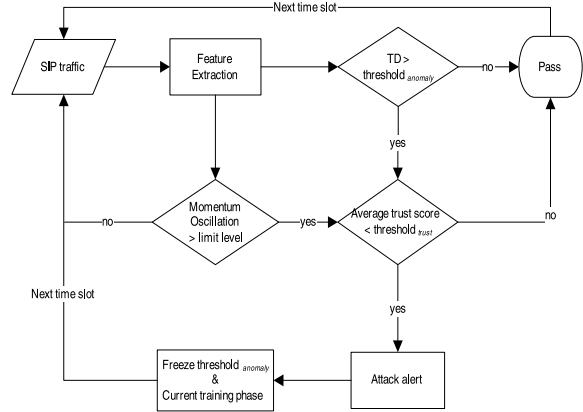 Next time slot
SIP traffic
Feature
Extraction
TD >
threshold anomaly
no
Pass
yes
Momentum
Oscillation
> limit level
no
yes
Average trust score
< threshold trust
no
Next time slot
yes
Freeze threshold anomaly
&
Current training phase
Attack alert